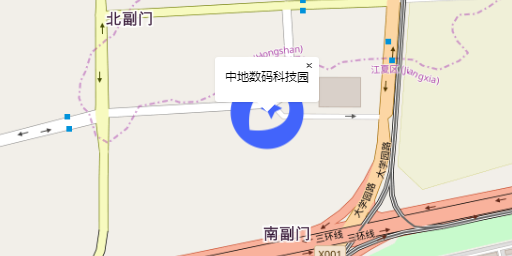 北副门
(Hongshan)
中地数码科技园
×
江夏区(Jiangxia)
大学园路
大学园路
南副门
三环线
三环线
X001